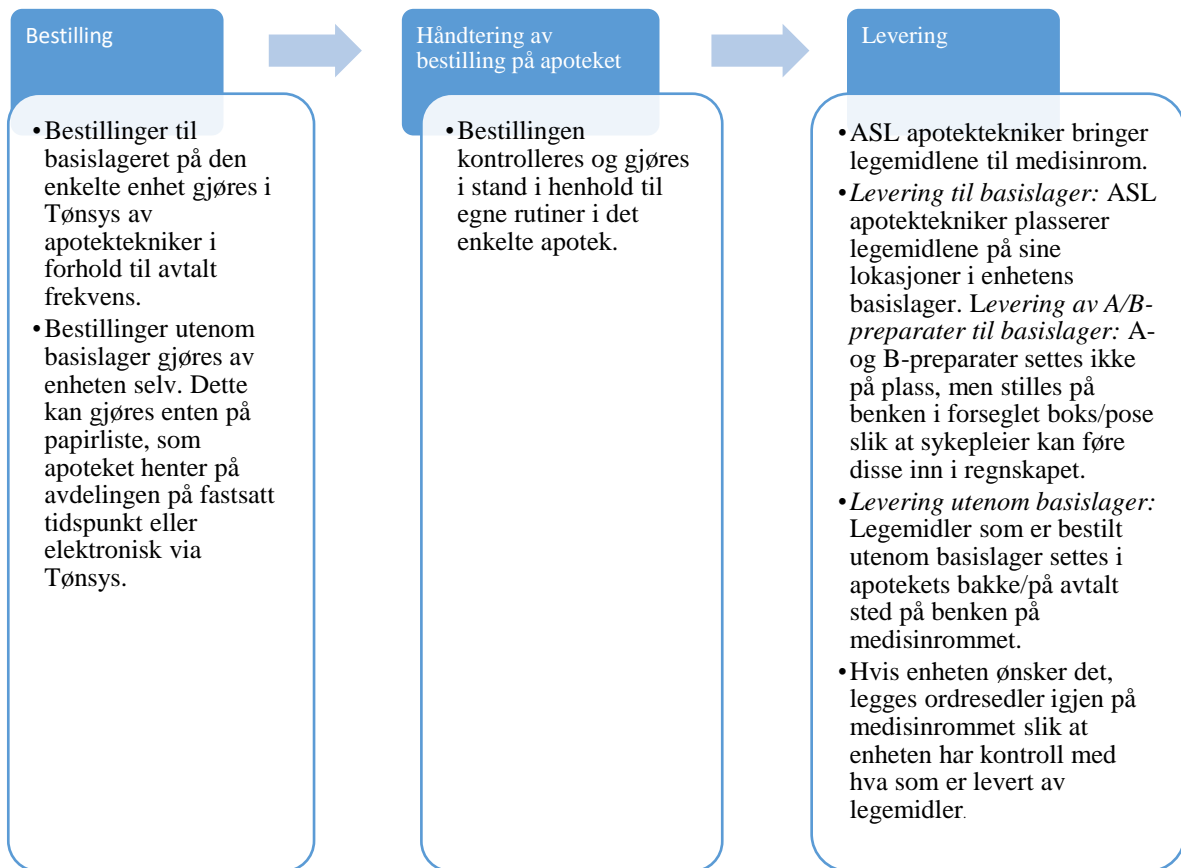 Bestilling
•Bestillinger til
basislageret på den
enkelte enhet gjøres i
Tønsys av
apotektekniker i
forhold til avtalt
frekvens.
•Bestillinger utenom
basislager gjøres av
enheten selv. Dette
kan gjøres enten på
papirliste, som
apoteket henter på
avdelingen på fastsatt
tidspunkt eller
elektronisk via
Tønsys.
Håndtering av
bestilling på apoteket
•Bestillingen
kontrolleres og gjøres
i stand i henhold til
egne rutiner i det
enkelte apotek.
Levering
•ASL apotektekniker bringer
legemidlene til medisinrom.
•Levering til basislager: ASL
apotektekniker plasserer
legemidlene på sine
lokasjoner i enhetens
basislager. Levering av A/B-
preparater til basislager: A-
og B-preparater settes ikke
på plass, men stilles på
benken i forseglet boks/pose
slik at sykepleier kan føre
disse inn i regnskapet.
•Levering utenom basislager:
Legemidler som er bestilt
utenom basislager settes i
apotekets bakke/på avtalt
sted på benken på
medisinrommet.
•Hvis enheten ønsker det,
legges ordresedler igjen på
medisinrommet slik at
enheten har kontroll med
hva som er levert av
legemidler.